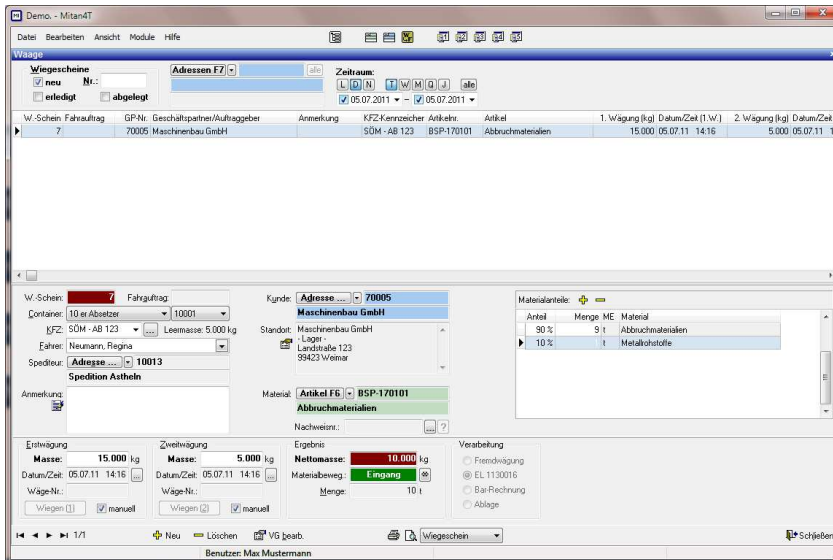 Demo. - Mitan4T
Datei Bearbeiten Ansicht Module Hilfe
Waage
Wiegescheine
neu Nr.:
erledigt abgelegt
Adressen F7 alle
Zeitraum:
L D N T W M Q J alle
05.07.2011 - 05.07.2011
W.-Schein Fahrauftrag GP-Nr. Geschäftspartner/Auftraggeber Anmerkung KFZ-Kennzeicher Artikelnr. Artikel 1. Wägung (kg) Datum/Zeit (1.W.) 2. Wägung (kg) Datum/Zeit
7 70005 Maschinenbau GmbH SÖM - AB 123 BSP-170101 Abbruchmaterialien 15.000 05.07.11 14:16 5.000 05.07.11 1
W.-Schein: 7 Fahrauftrag:
Container: 10 er Absetzer 10001
KFZ: SÖM - AB 123 ... Leermasse: 5.000 kg
Fahrer: Neumann, Regina
Spediteur: Adresse ... 10013
Spedition Astheln
Anmerkung:
Kunde: Adresse ... 70005
Maschinenbau GmbH
Standort: Maschinenbau GmbH
- Lager -
Landstraße 123
99423 Weimar
Material: Artikel F6 BSP-170101
Abbruchmaterialien
Nachweisnr.: ... ?
Materialanteile:
Anteil Menge ME Material
90 % 9 t Abbruchmaterialien
10 % t Metallrohstoffe
Erstwägung
Masse: 15.000 kg
Datum/Zeit: 05.07.11 14:16 ...
Wäge-Nr.:
Wiegen (1) manuell
Zweitwägung
Masse: 5.000 kg
Datum/Zeit: 05.07.11 14:16 ...
Wäge-Nr.:
Wiegen (2) manuell
Ergebnis
Nettomasse: 10.000 kg
Materialbeweg.: Eingang
Menge: 10 t
Verarbeitung
Fremdwägung
EL 1130016
Bar-Rechnung
Ablage
1/1 Neu Löschen VG bearb. Wiegeschein Schließen
Benutzer: Max Mustermann